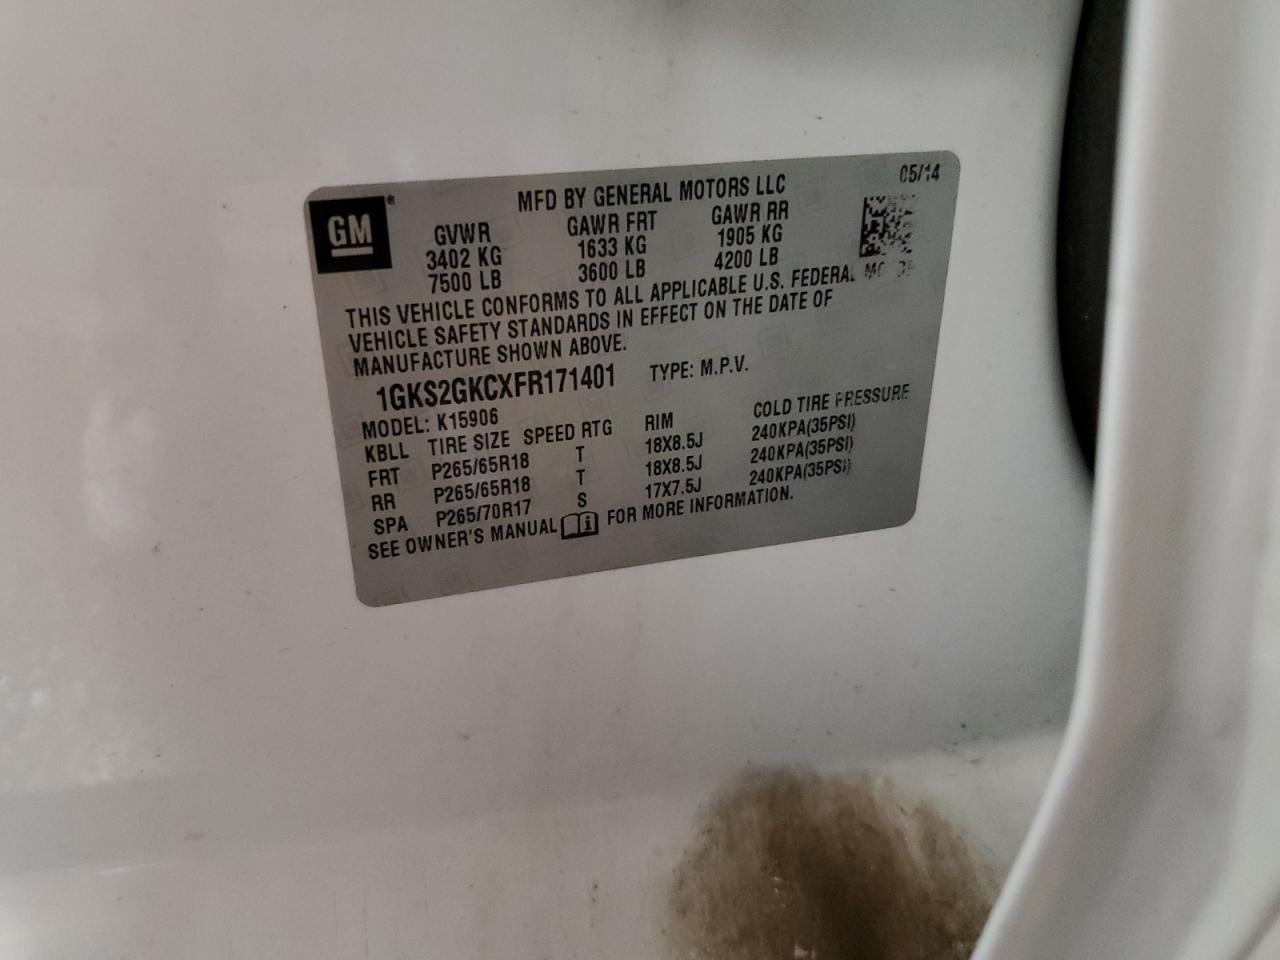 05/14
GM
MFD BY GENERAL MOTORS LLC
GVWR GAWR FRT GAWR RR
3402 KG 1633 KG 1905 KG
7500 LB 3600 LB 4200 LB
THIS VEHICLE CONFORMS TO ALL APPLICABLE U.S. FEDERAL
VEHICLE SAFETY STANDARDS IN EFFECT ON THE DATE OF
MANUFACTURE SHOWN ABOVE.
1GKS2GKCXFR171401 TYPE: M.P.V.
MODEL: K15906
KBLL TIRE SIZE SPEED RTG RIM COLD TIRE PRESSURE
FRT P265/65R18 T 18X8.5J 240KPA(35PSI)
RR P265/65R18 T 18X8.5J 240KPA(35PSI)
SPA P265/70R17 S 17X7.5J 240KPA(35PSI)
SEE OWNER'S MANUAL FOR MORE INFORMATION.